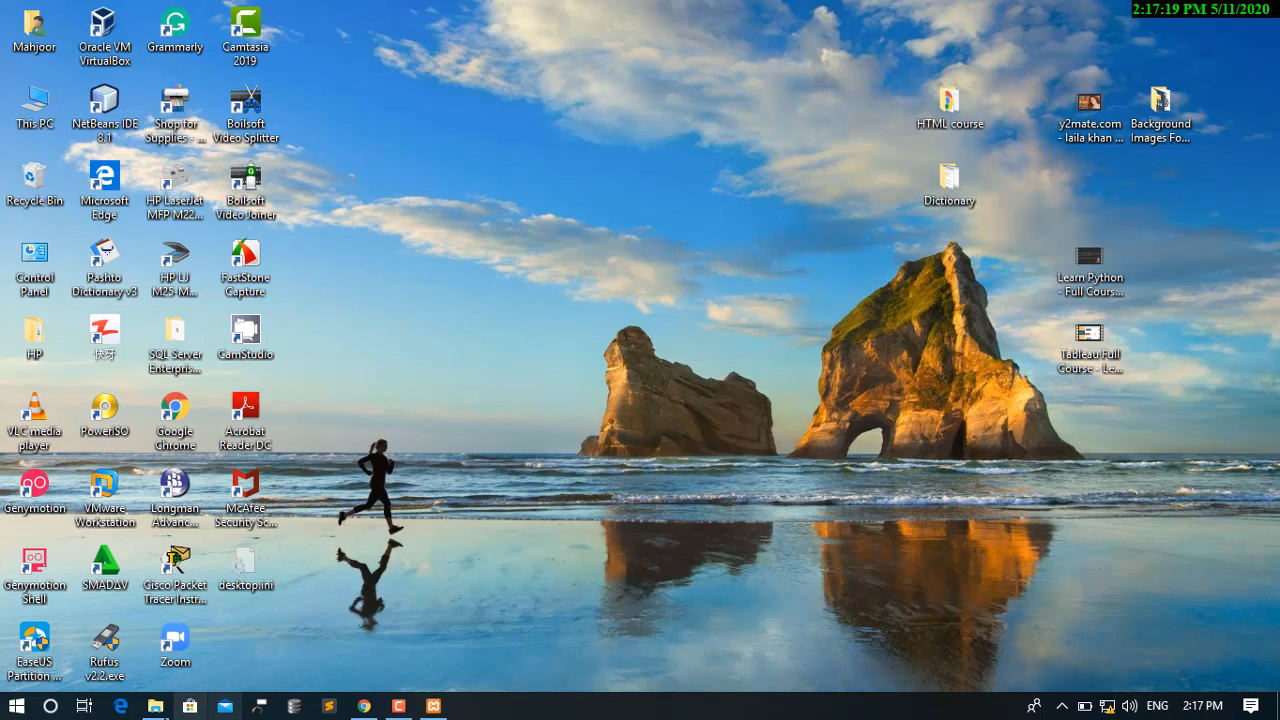 2:17:19 PM 5/11/2020
Mahjoor
Oracle VM
VirtualBox
Grammarly
Camtasia
2019
This PC
NetBeans IDE
8.1
Shop for
Supplies - ...
Boilsoft
Video Splitter
HTML course
y2mate.com
- laila khan ...
Background
Images Fo...
Recycle Bin
Microsoft
Edge
HP LaserJet
MFP M22...
Boilsoft
Video Joiner
Dictionary
Control
Panel
Pashto
Dictionary v3
HP LJ
M25-M...
FastStone
Capture
Learn Python
- Full Cours...
HP
快牙
SQL Server
Enterpris...
CamStudio
Tableau Full
Course - Le...
VLC media
player
PowerISO
Google
Chrome
Acrobat
Reader DC
Genymotion
VMware
Workstation
Longman
Advanc...
McAfee
Security Sc...
Genymotion
Shell
SMADΔV
Cisco Packet
Tracer Instr...
desktop.ini
EaseUS
Partition ...
Rufus
v2.2.exe
Zoom
ENG
2:17 PM